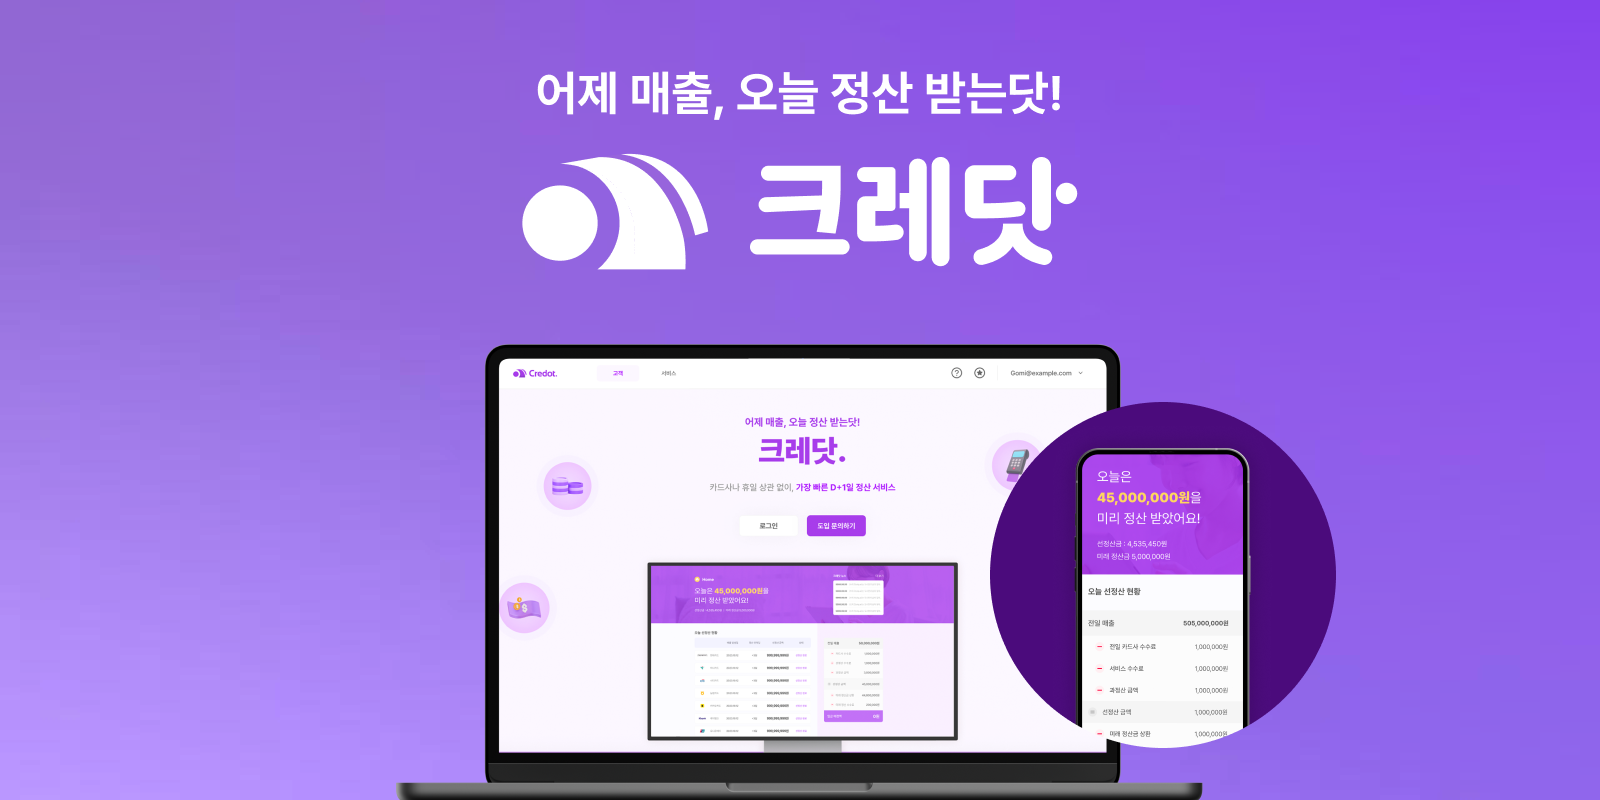 어제 매출, 오늘 정산 받는닷!
크레닷
Credot.
고객
서비스
Gomi@example.com
어제 매출, 오늘 정산 받는닷!
크레닷.
카드사나 휴일 상관 없이, 가장 빠른 D+1일 정산 서비스
로그인
도입 문의하기
Home
오늘은 45,000,000원을
미리 정산 받았어요!
오늘 선정산 현황
오늘은
45,000,000원을
미리 정산 받았어요!
선정산금 : 4,535,450원
미래 정산금 5,000,000원
오늘 선정산 현황
전일 매출 505,000,000원
전일 카드사 수수료 1,000,000원
서비스 수수료 1,000,000원
과정산 금액 1,000,000원
선정산 금액 1,000,000원
미래 정산금 상환 1,000,000원